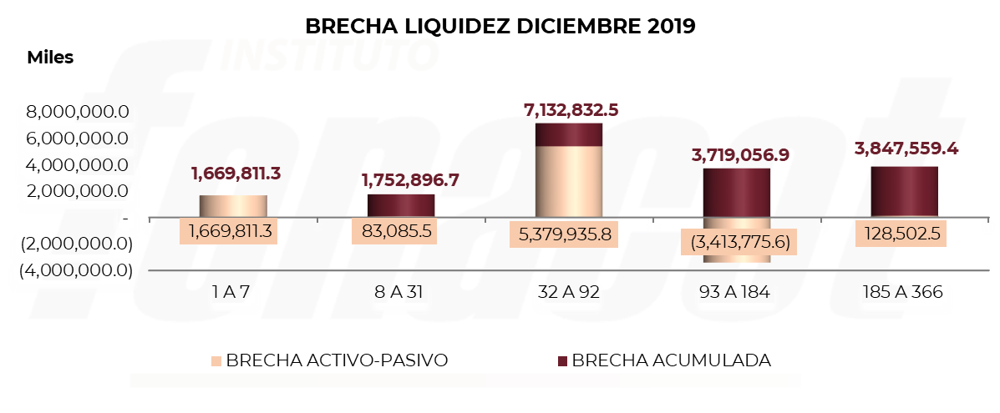 BRECHA LIQUIDEZ DICIEMBRE 2019
INSTITUTO
fonacot
Miles
8,000,000.0
6,000,000.0
4,000,000.0
2,000,000.0
-
(2,000,000.0)
(4,000,000.0)
1,669,811.3
1,752,896.7
7,132,832.5
3,719,056.9
3,847,559.4
1,669,811.3
83,085.5
5,379,935.8
(3,413,775.6)
128,502.5
1 A 7
8 A 31
32 A 92
93 A 184
185 A 366
BRECHA ACTIVO-PASIVO
BRECHA ACUMULADA